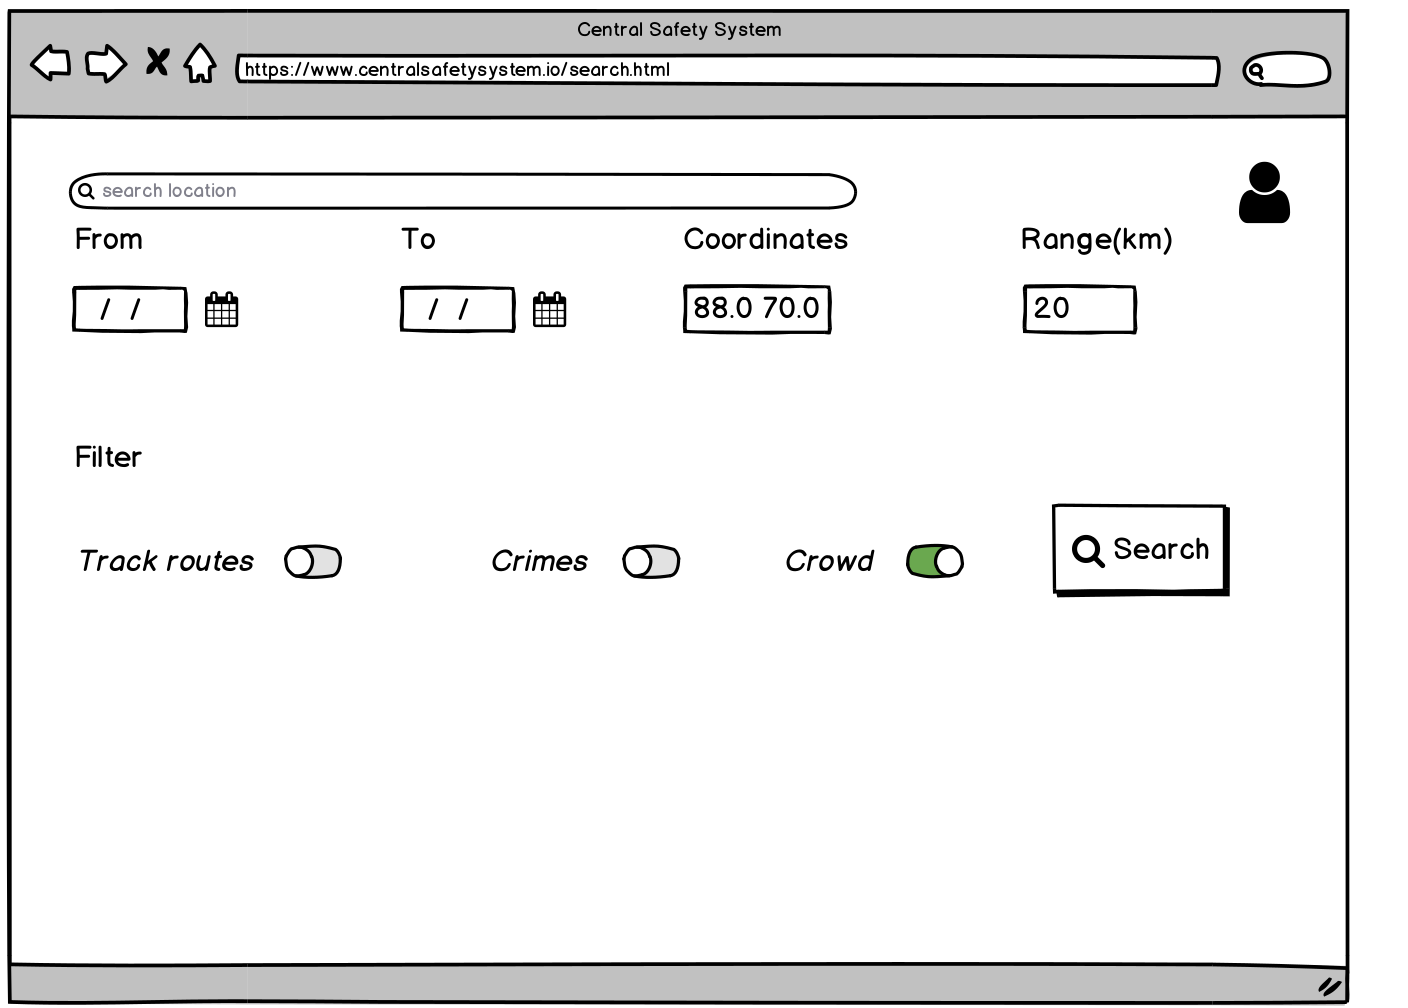 Central Safety System
https://www.centralsafetysystem.io/search.html
search location
From To Coordinates Range(km)
/ / / / 88.0 70.0 20
Filter
Track routes Crimes Crowd Search